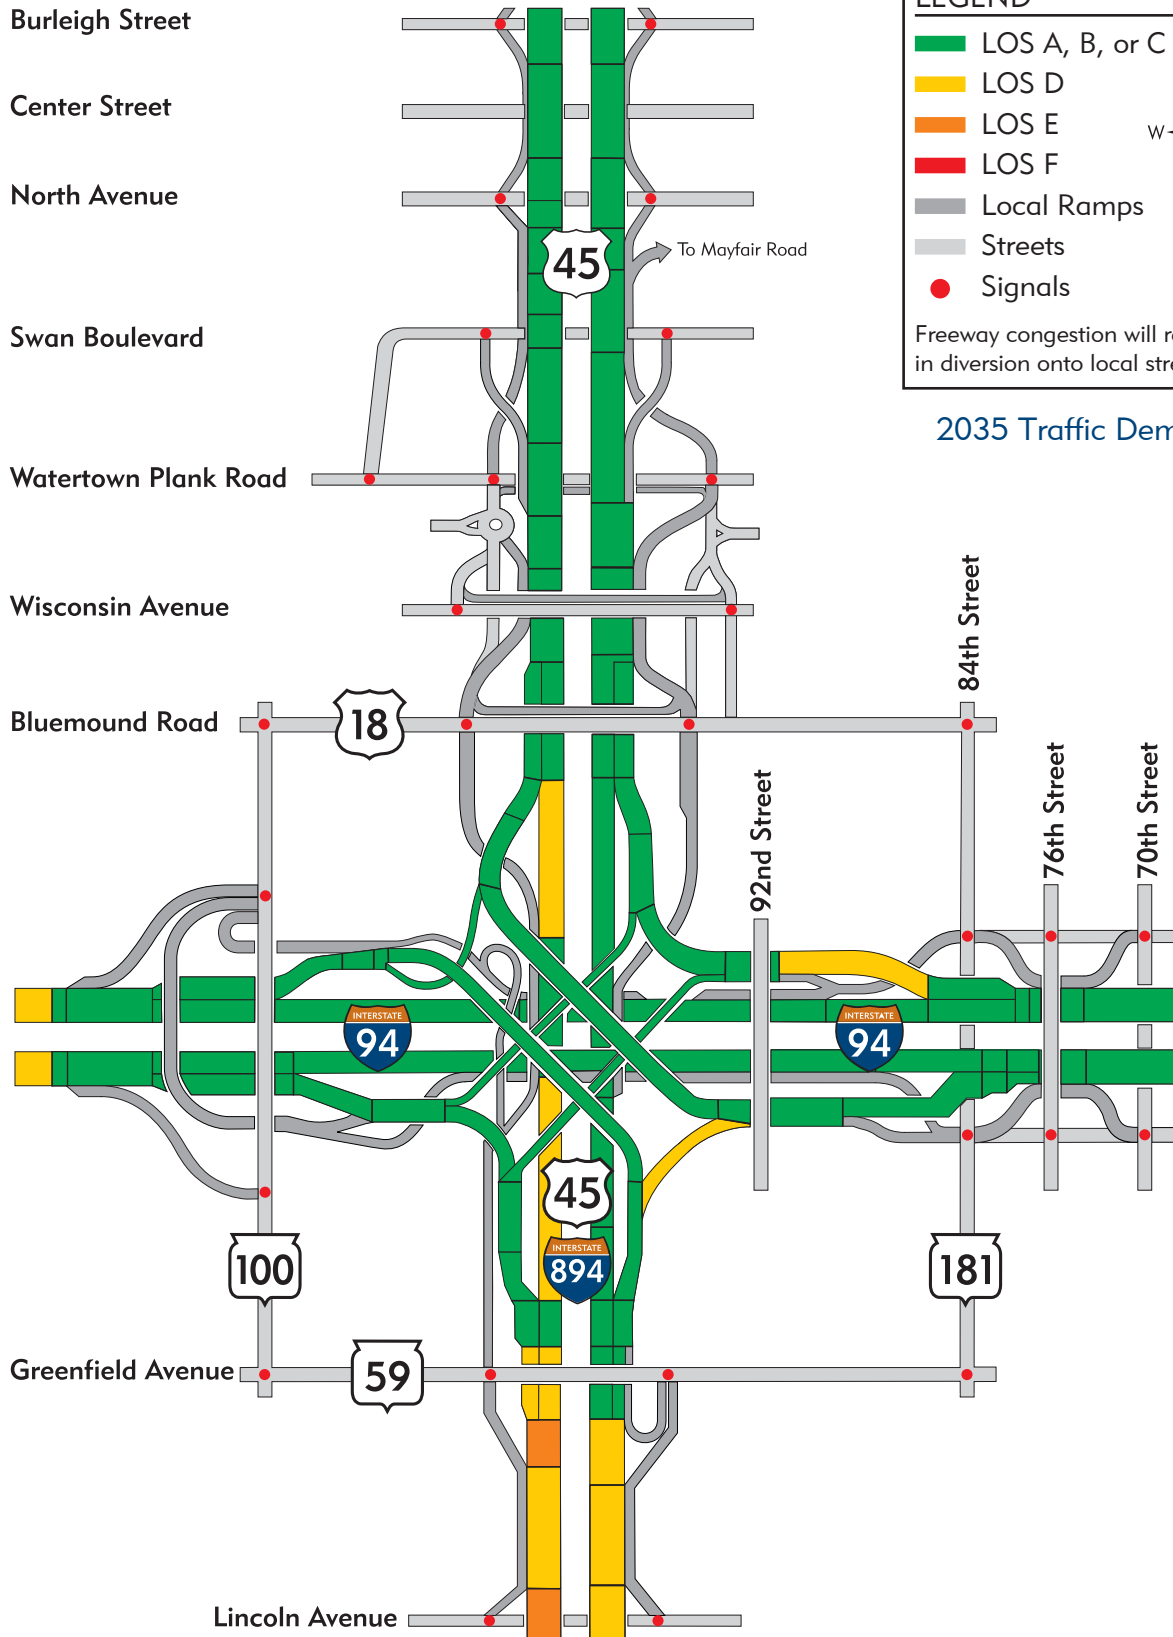 Burleigh Street
Center Street
North Avenue
45
To Mayfair Road
Swan Boulevard
Watertown Plank Road
Wisconsin Avenue
Bluemound Road
18
84th Street
76th Street
70th Street
92nd Street
INTERSTATE
94
INTERSTATE
94
45
INTERSTATE
894
100
181
Greenfield Avenue
59
Lincoln Avenue
LEGEND
LOS A, B, or C
LOS D
LOS E
W
LOS F
Local Ramps
Streets
Signals
Freeway congestion will
in diversion onto local
2035 Traffic